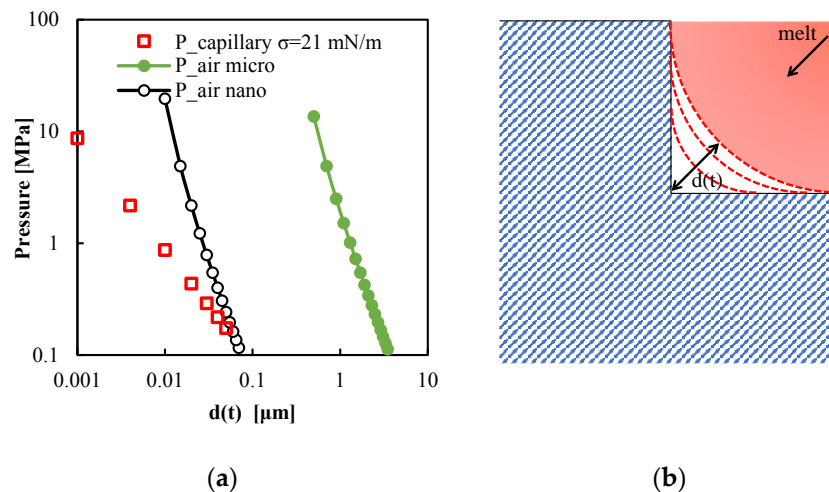 100
10
1
0.1
Pressure [MPa]
P_capillary σ=21 mN/m
P_air micro
P_air nano
0.001
0.01
0.1
1
10
d(t) [µm]
melt
d(t)
(a)
(b)